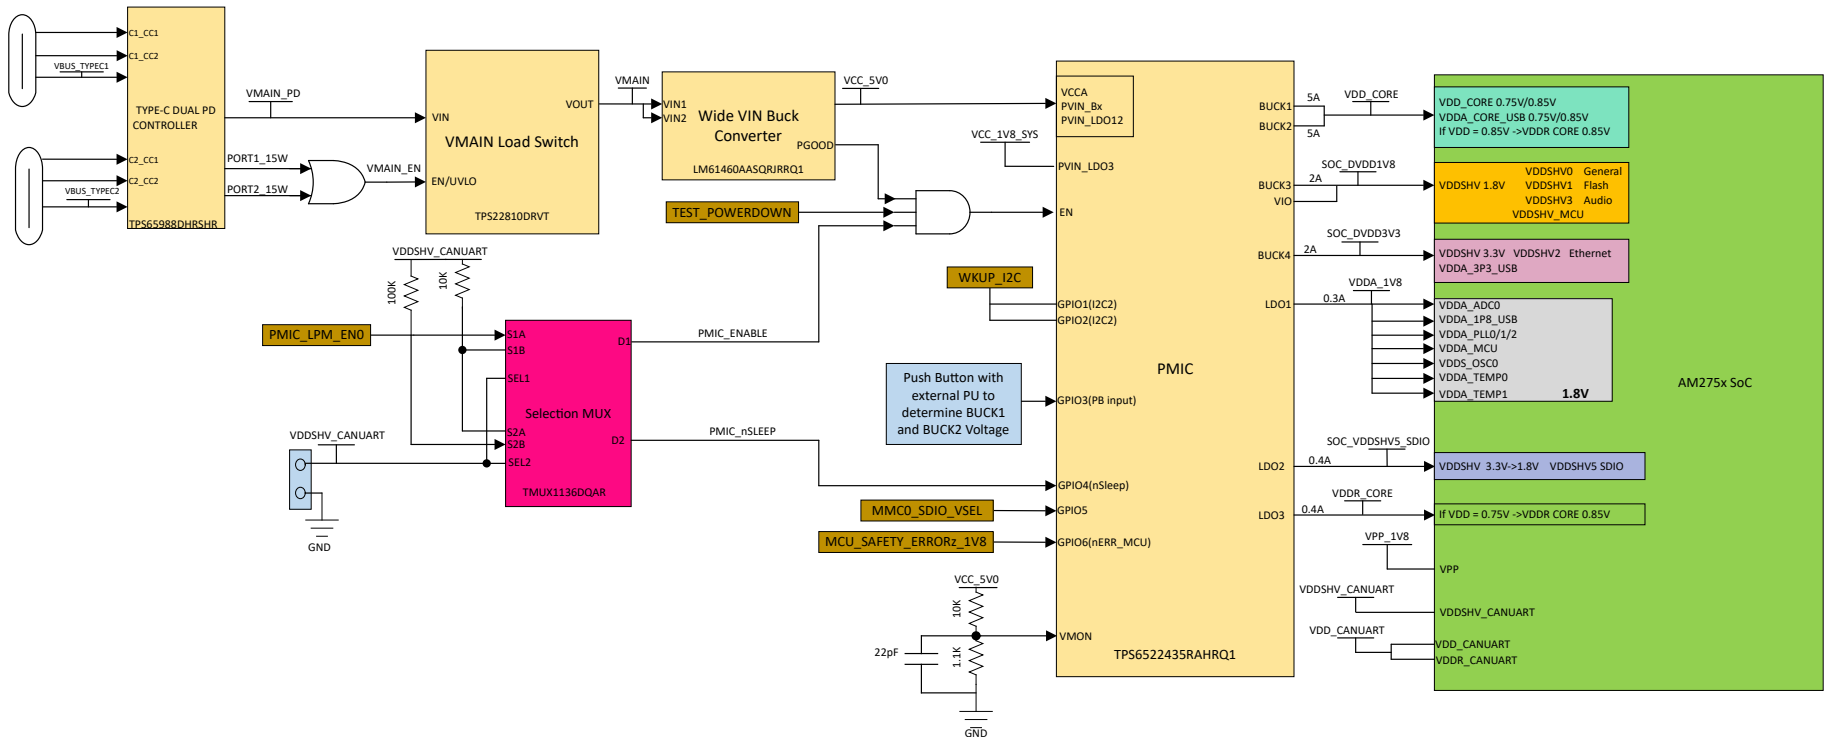 C1_CC1
C1_CC2
VBUS_TYPEC1
TYPE-C DUAL PD
CONTROLLER
C2_CC1
C2_CC2
VBUS_TYPEC2
TPS65988DHRSHR
VMAIN_PD
PORT1_15W
PORT2_15W
VMAIN_EN
VIN
VOUT
VMAIN Load Switch
EN/UVLO
TPS22810DRVT
VMAIN
VIN1
VIN2
Wide VIN Buck
Converter
PGOOD
LM61460AASQRJRRQ1
VCC_5V0
TEST_POWERDOWN
VDDSHV_CANUART
100K
10K
PMIC_LPM_EN0
S1A
S1B
SEL1
D1
Selection MUX
S2A
S2B
SEL2
D2
TMUX1136DQAR
VDDSHV_CANUART
GND
PMIC_ENABLE
PMIC_nSLEEP
VCC_1V8_SYS
WKUP_I2C
Push Button with
external PU to
determine BUCK1
and BUCK2 Voltage
MMC0_SDIO_VSEL
MCU_SAFETY_ERRORz_1V8
VCC_5V0
10K
22pF
1.1K
GND
VCCA
PVIN_Bx
PVIN_LDO12
PVIN_LDO3
EN
GPIO1(I2C2)
GPIO2(I2C2)
PMIC
GPIO3(PB input)
GPIO4(nSleep)
GPIO5
GPIO6(nERR_MCU)
VMON
TPS6522435RAHRQ1
BUCK1
BUCK2
BUCK3
VIO
BUCK4
LDO1
LDO2
LDO3
5A
5A
VDD_CORE
2A
SOC_DVDD1V8
2A
SOC_DVDD3V3
0.3A
VDDA_1V8
0.4A
SOC_VDDSHV5_SDIO
0.4A
VDDR_CORE
VPP_1V8
VDDSHV_CANUART
VDD_CANUART
VDD_CORE 0.75V/0.85V
VDDA_CORE_USB 0.75V/0.85V
If VDD = 0.85V ->VDDR CORE 0.85V
VDDSHV0 General
VDDSHV 1.8V VDDSHV1 Flash
VDDSHV3 Audio
VDDSHV_MCU
VDDSHV 3.3V VDDSHV2 Ethernet
VDDA_3P3_USB
VDDA_ADC0
VDDA_1P8_USB
VDDA_PLL0/1/2
VDDA_MCU
VDDS_OSC0
VDDA_TEMP0
VDDA_TEMP1 1.8V
AM275x SoC
VDDSHV 3.3V->1.8V VDDSHV5 SDIO
If VDD = 0.75V ->VDDR CORE 0.85V
VPP
VDDSHV_CANUART
VDD_CANUART
VDDR_CANUART